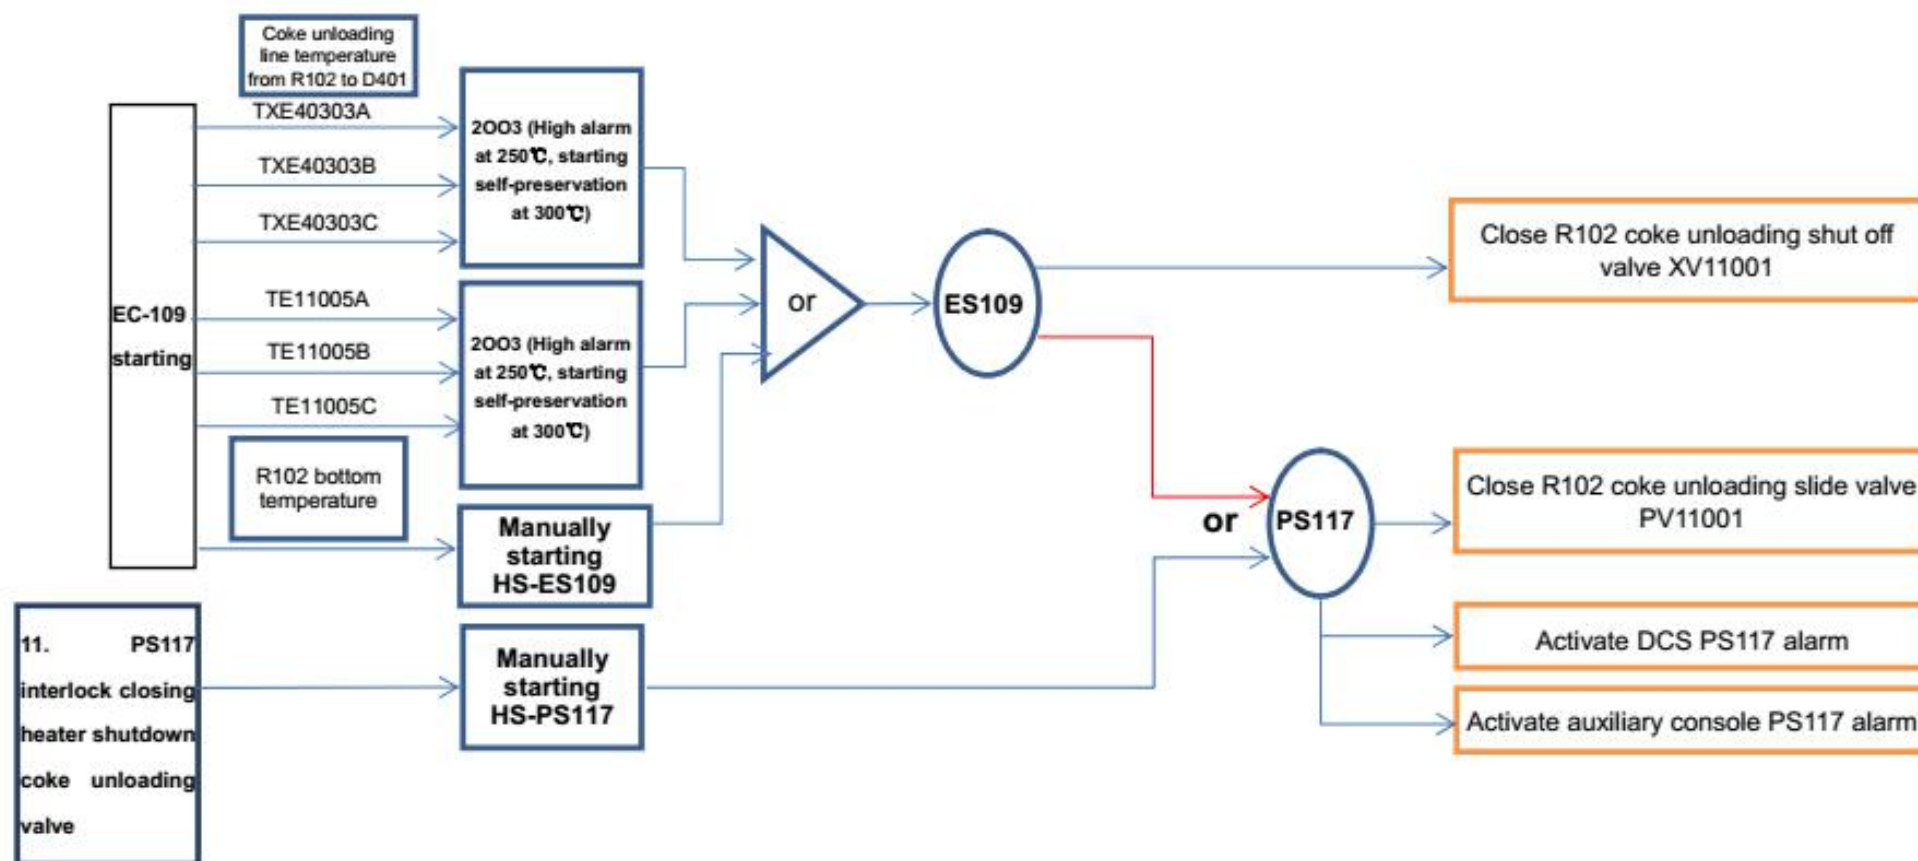 Coke unloading
line temperature
from R102 to D401
TXE40303A
TXE40303B
TXE40303C
2OO3 (High alarm
at 250℃, starting
self-preservation
at 300℃)
EC-109
starting
TE11005A
TE11005B
TE11005C
2OO3 (High alarm
at 250℃, starting
self-preservation
at 300℃)
R102 bottom
temperature
Manually
starting
HS-ES109
or
ES109
Close R102 coke unloading shut off
valve XV11001
11. PS117
interlock closing
heater shutdown
coke unloading
valve
Manually
starting
HS-PS117
or
PS117
Close R102 coke unloading slide valve
PV11001
Activate DCS PS117 alarm
Activate auxiliary console PS117 alarm